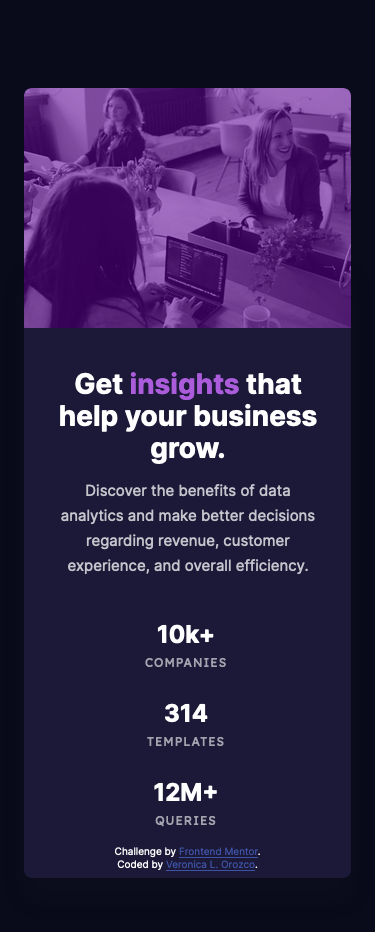 Get insights that
help your business
grow.
Discover the benefits of data
analytics and make better decisions
regarding revenue, customer
experience, and overall efficiency.
10k+
COMPANIES
314
TEMPLATES
12M+
QUERIES
Challenge by Frontend Mentor.
Coded by Veronica L. Orozco.